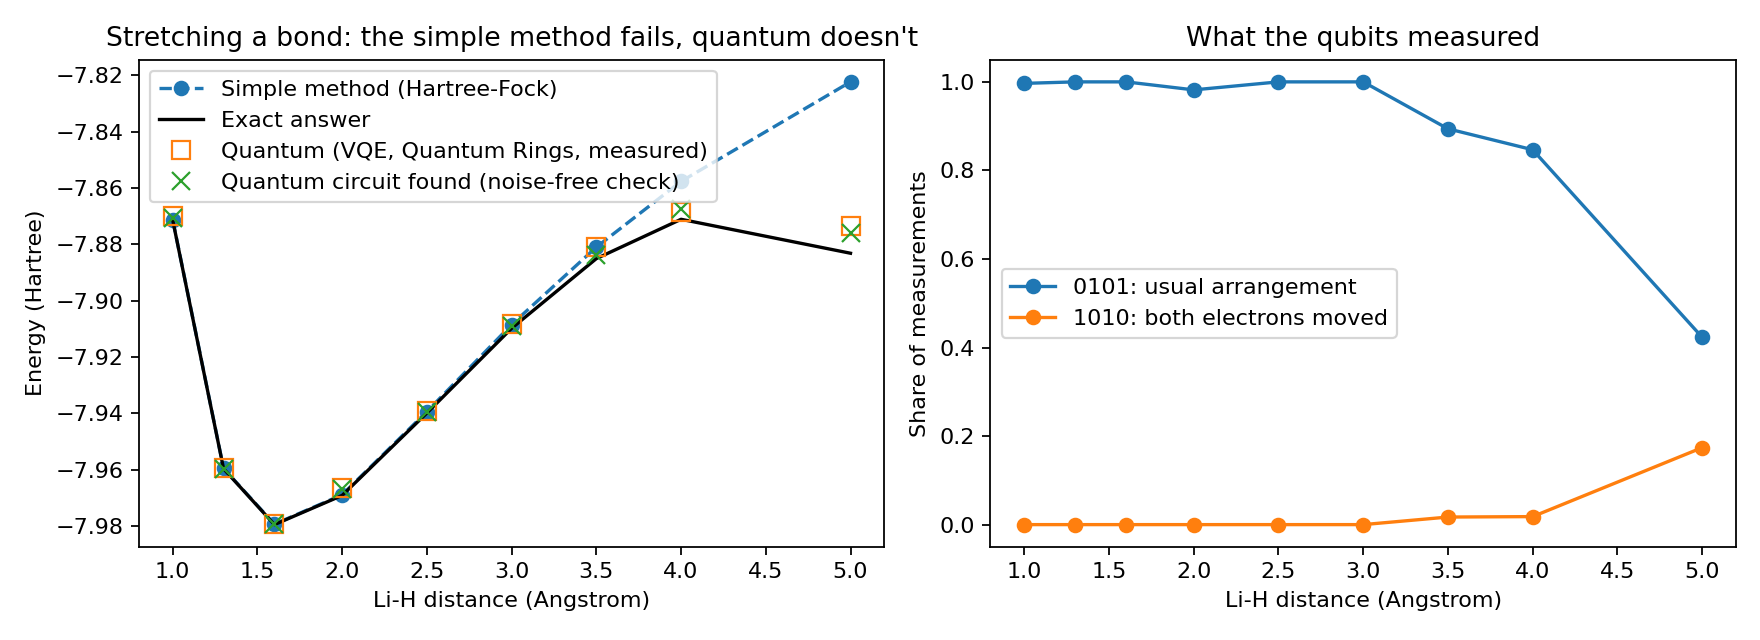 Stretching a bond: the simple method fails, quantum doesn't
Simple method (Hartree-Fock)
Exact answer
Quantum (VQE, Quantum Rings, measured)
Quantum circuit found (noise-free check)
Energy (Hartree)
−7.82
−7.84
−7.86
−7.88
−7.90
−7.92
−7.94
−7.96
−7.98
1.0 1.5 2.0 2.5 3.0 3.5 4.0 4.5 5.0
Li-H distance (Angstrom)
What the qubits measured
0101: usual arrangement
1010: both electrons moved
Share of measurements
1.0
0.8
0.6
0.4
0.2
0.0
1.0 1.5 2.0 2.5 3.0 3.5 4.0 4.5 5.0
Li-H distance (Angstrom)